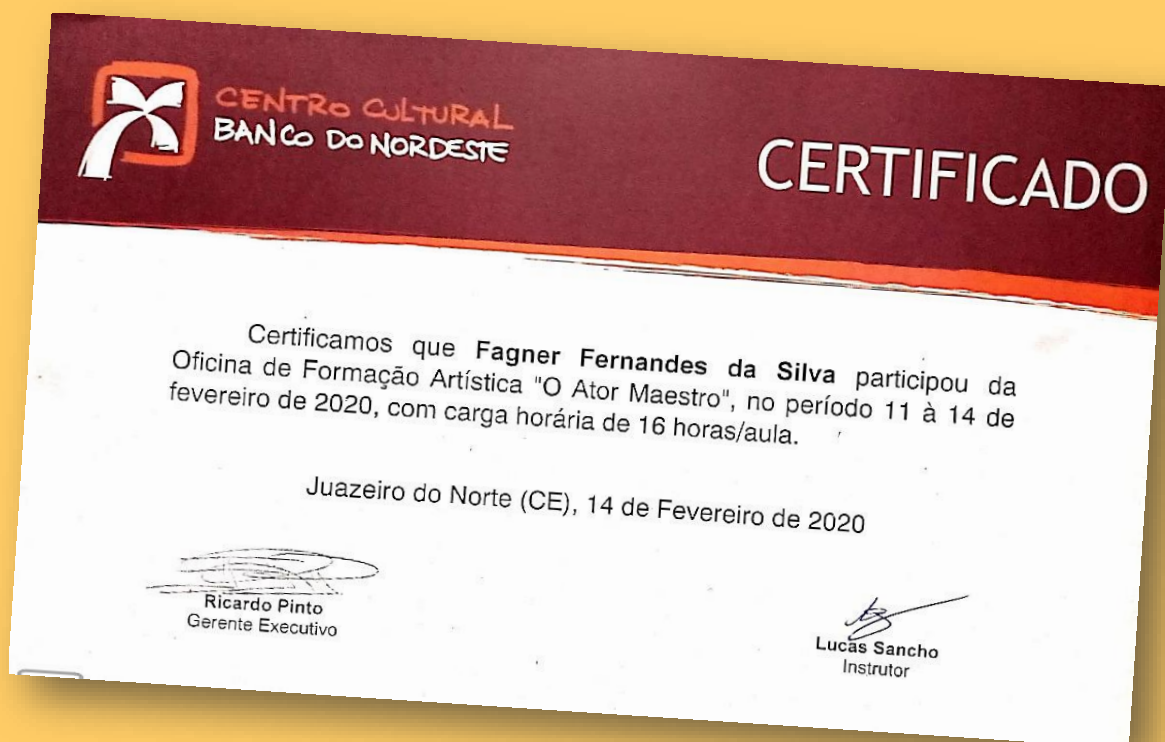 CENTRO CULTURAL
BANCO DO NORDESTE
CERTIFICADO
Certificamos que Fagner Fernandes da Silva participou da
Oficina de Formação Artística "O Ator Maestro", no período 11 à 14 de
fevereiro de 2020, com carga horária de 16 horas/aula.
Juazeiro do Norte (CE), 14 de Fevereiro de 2020
Ricardo Pinto
Gerente Executivo
Lucas Sancho
Instrutor